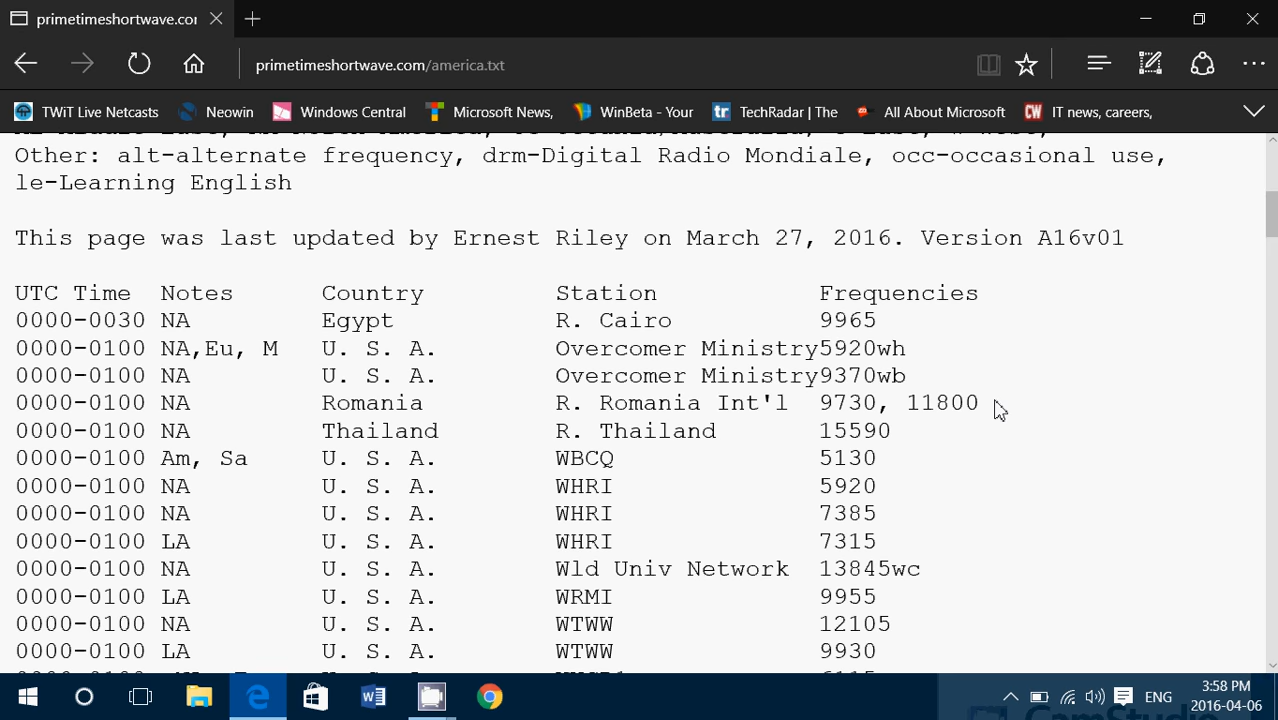 primetimeshortwave.co
primetimeshortwave.com/america.txt
TWiT Live Netcasts Neowin Windows Central Microsoft News, WinBeta - Your TechRadar | The All About Microsoft IT news, careers,
Other: alt-alternate frequency, drm-Digital Radio Mondiale, occ-occasional use,
le-Learning English
This page was last updated by Ernest Riley on March 27, 2016. Version A16v01
UTC Time Notes Country Station Frequencies
0000-0030 NA Egypt R. Cairo 9965
0000-0100 NA,Eu, M U. S. A. Overcomer Ministry5920wh
0000-0100 NA U. S. A. Overcomer Ministry9370wb
0000-0100 NA Romania R. Romania Int'l 9730, 11800
0000-0100 NA Thailand R. Thailand 15590
0000-0100 Am, Sa U. S. A. WBCQ 5130
0000-0100 NA U. S. A. WHRI 5920
0000-0100 NA U. S. A. WHRI 7385
0000-0100 LA U. S. A. WHRI 7315
0000-0100 NA U. S. A. Wld Univ Network 13845wc
0000-0100 LA U. S. A. WRMI 9955
0000-0100 NA U. S. A. WTWW 12105
0000-0100 LA U. S. A. WTWW 9930
ENG 3:58 PM
2016-04-06